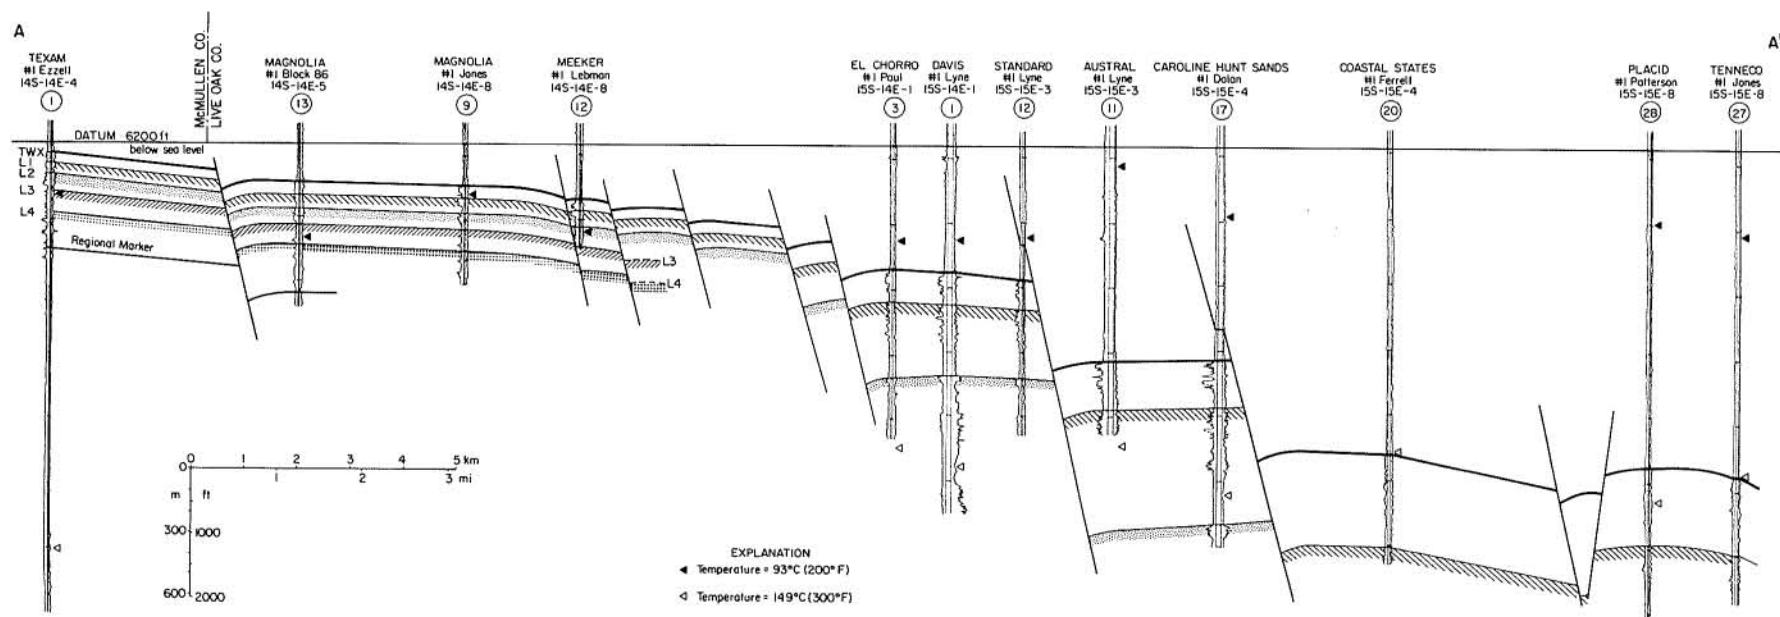 A
A'
TEXAM
#1 Ezzell
14S-14E-4
1
McMULLEN CO.
LIVE OAK CO.
MAGNOLIA
#1 Block 86
14S-14E-5
13
MAGNOLIA
#1 Jones
14S-14E-8
9
MEEKER
#1 Lebman
14S-14E-8
12
EL CHORRO
#1 Paul
15S-14E-1
3
DAVIS
#1 Lyne
15S-14E-1
1
STANDARD
#1 Lyne
15S-15E-3
12
AUSTRAL
#1 Lyne
15S-15E-3
11
CAROLINE HUNT SANDS
#1 Dolan
15S-15E-4
17
COASTAL STATES
#1 Ferrell
15S-15E-4
20
PLACID
#1 Patterson
15S-15E-8
28
TENNECO
#1 Jones
15S-15E-8
27
DATUM 6200 ft
below sea level
TWX
L1
L2
L3
L4
Regional Marker
L3
L4
0 1 2 3 4 5 km
0
1 2 3 mi
m ft
300 1000
600 2000
EXPLANATION
Temperature = 93°C (200°F)
Temperature = 149°C (300°F)